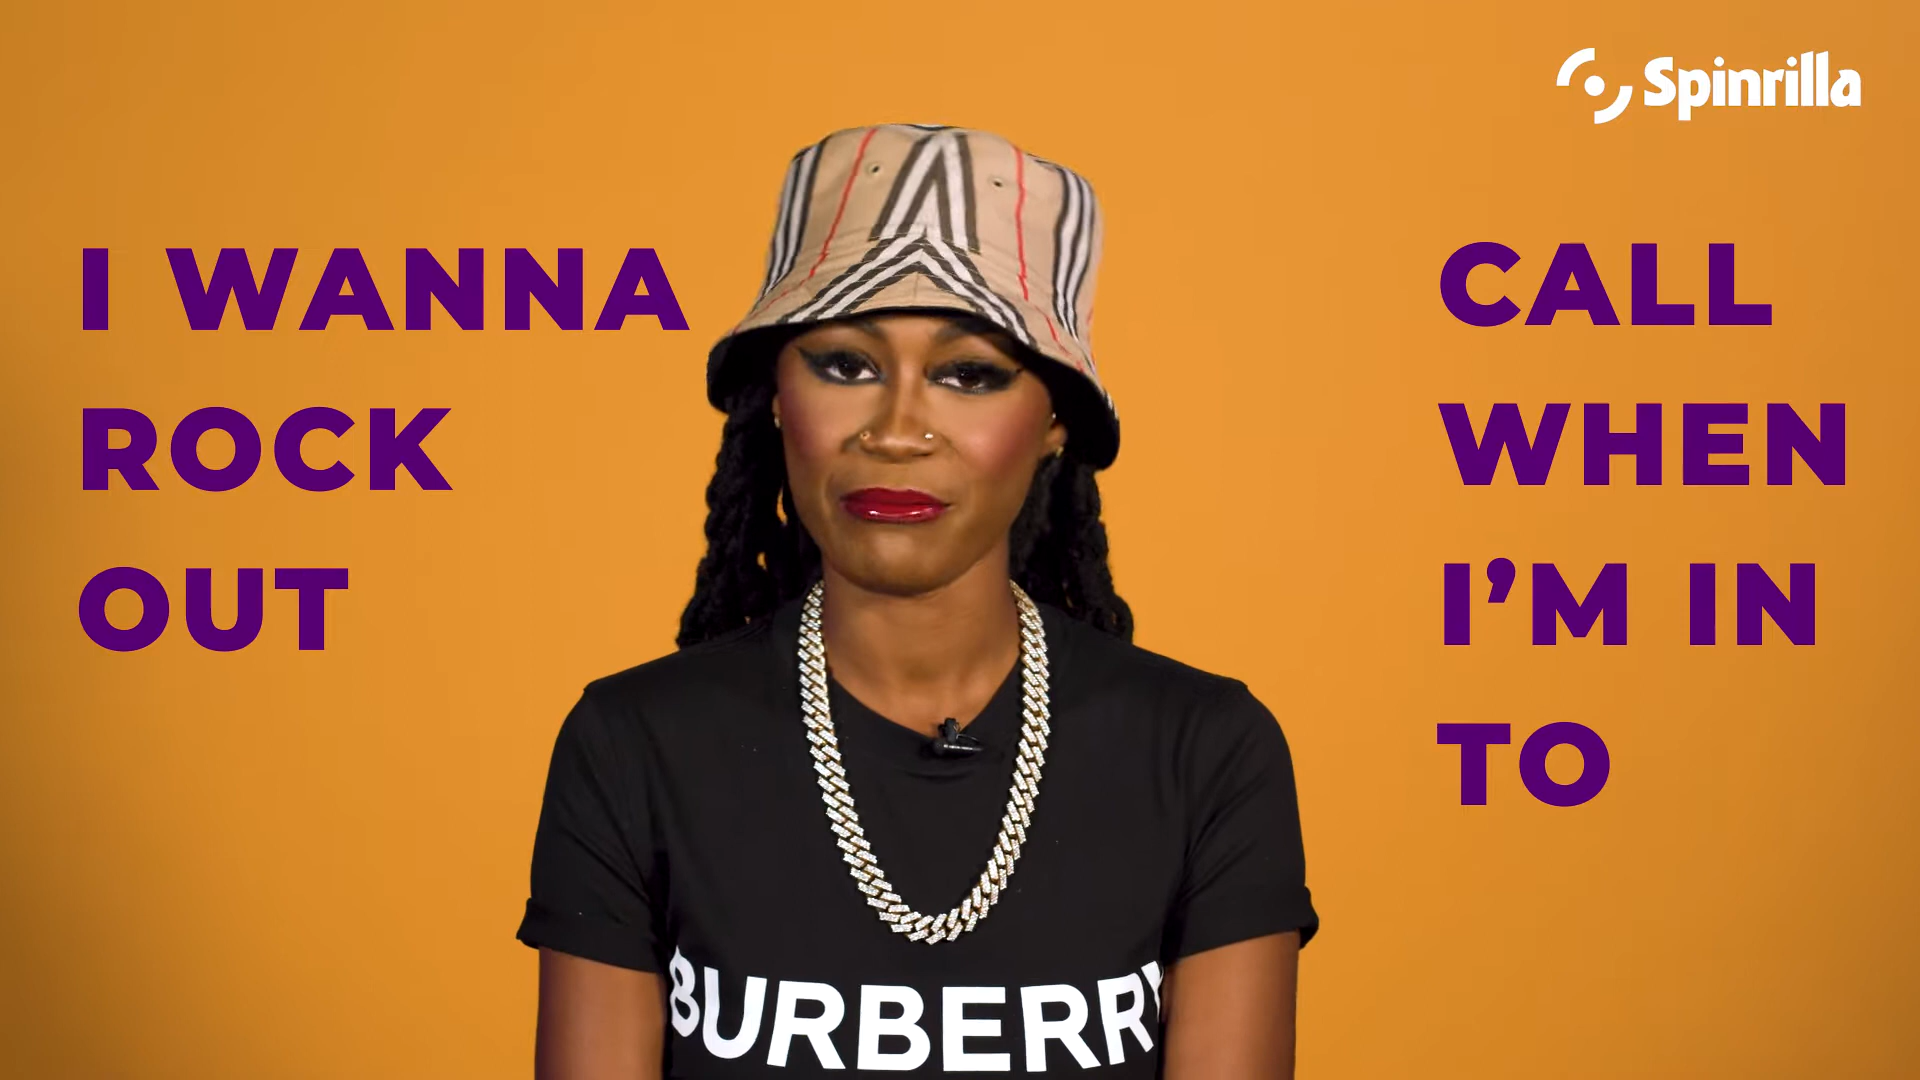 Spinrilla
I WANNA
ROCK
OUT
CALL
WHEN
I’M IN
TO
BURBERRY